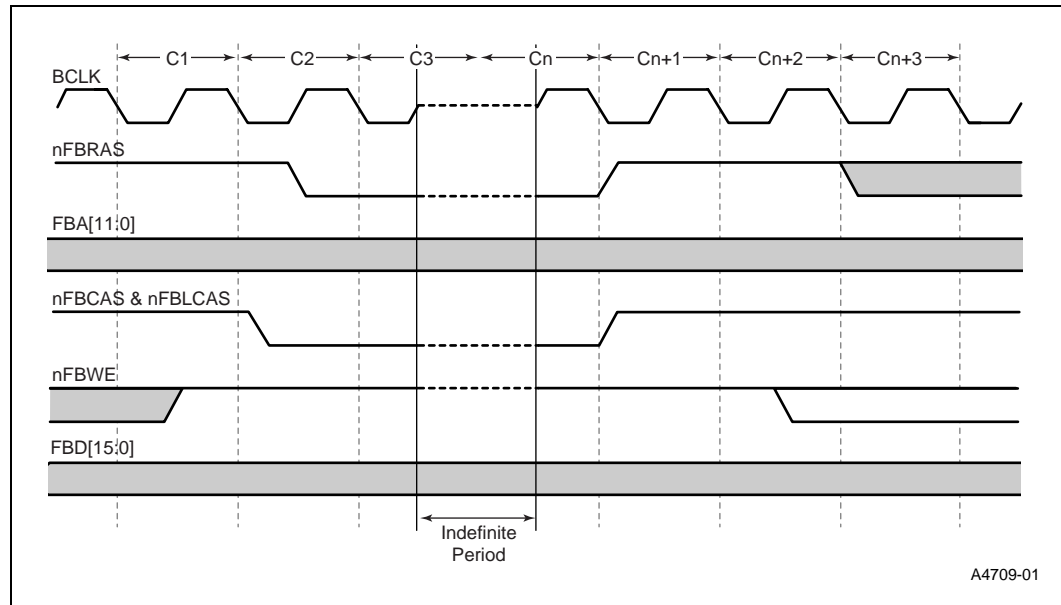 C1 C2 C3 Cn Cn+1 Cn+2 Cn+3
BCLK
nFBRAS
FBA[11:0]
nFBCAS & nFBLCAS
nFBWE
FBD[15:0]
Indefinite
Period
A4709-01